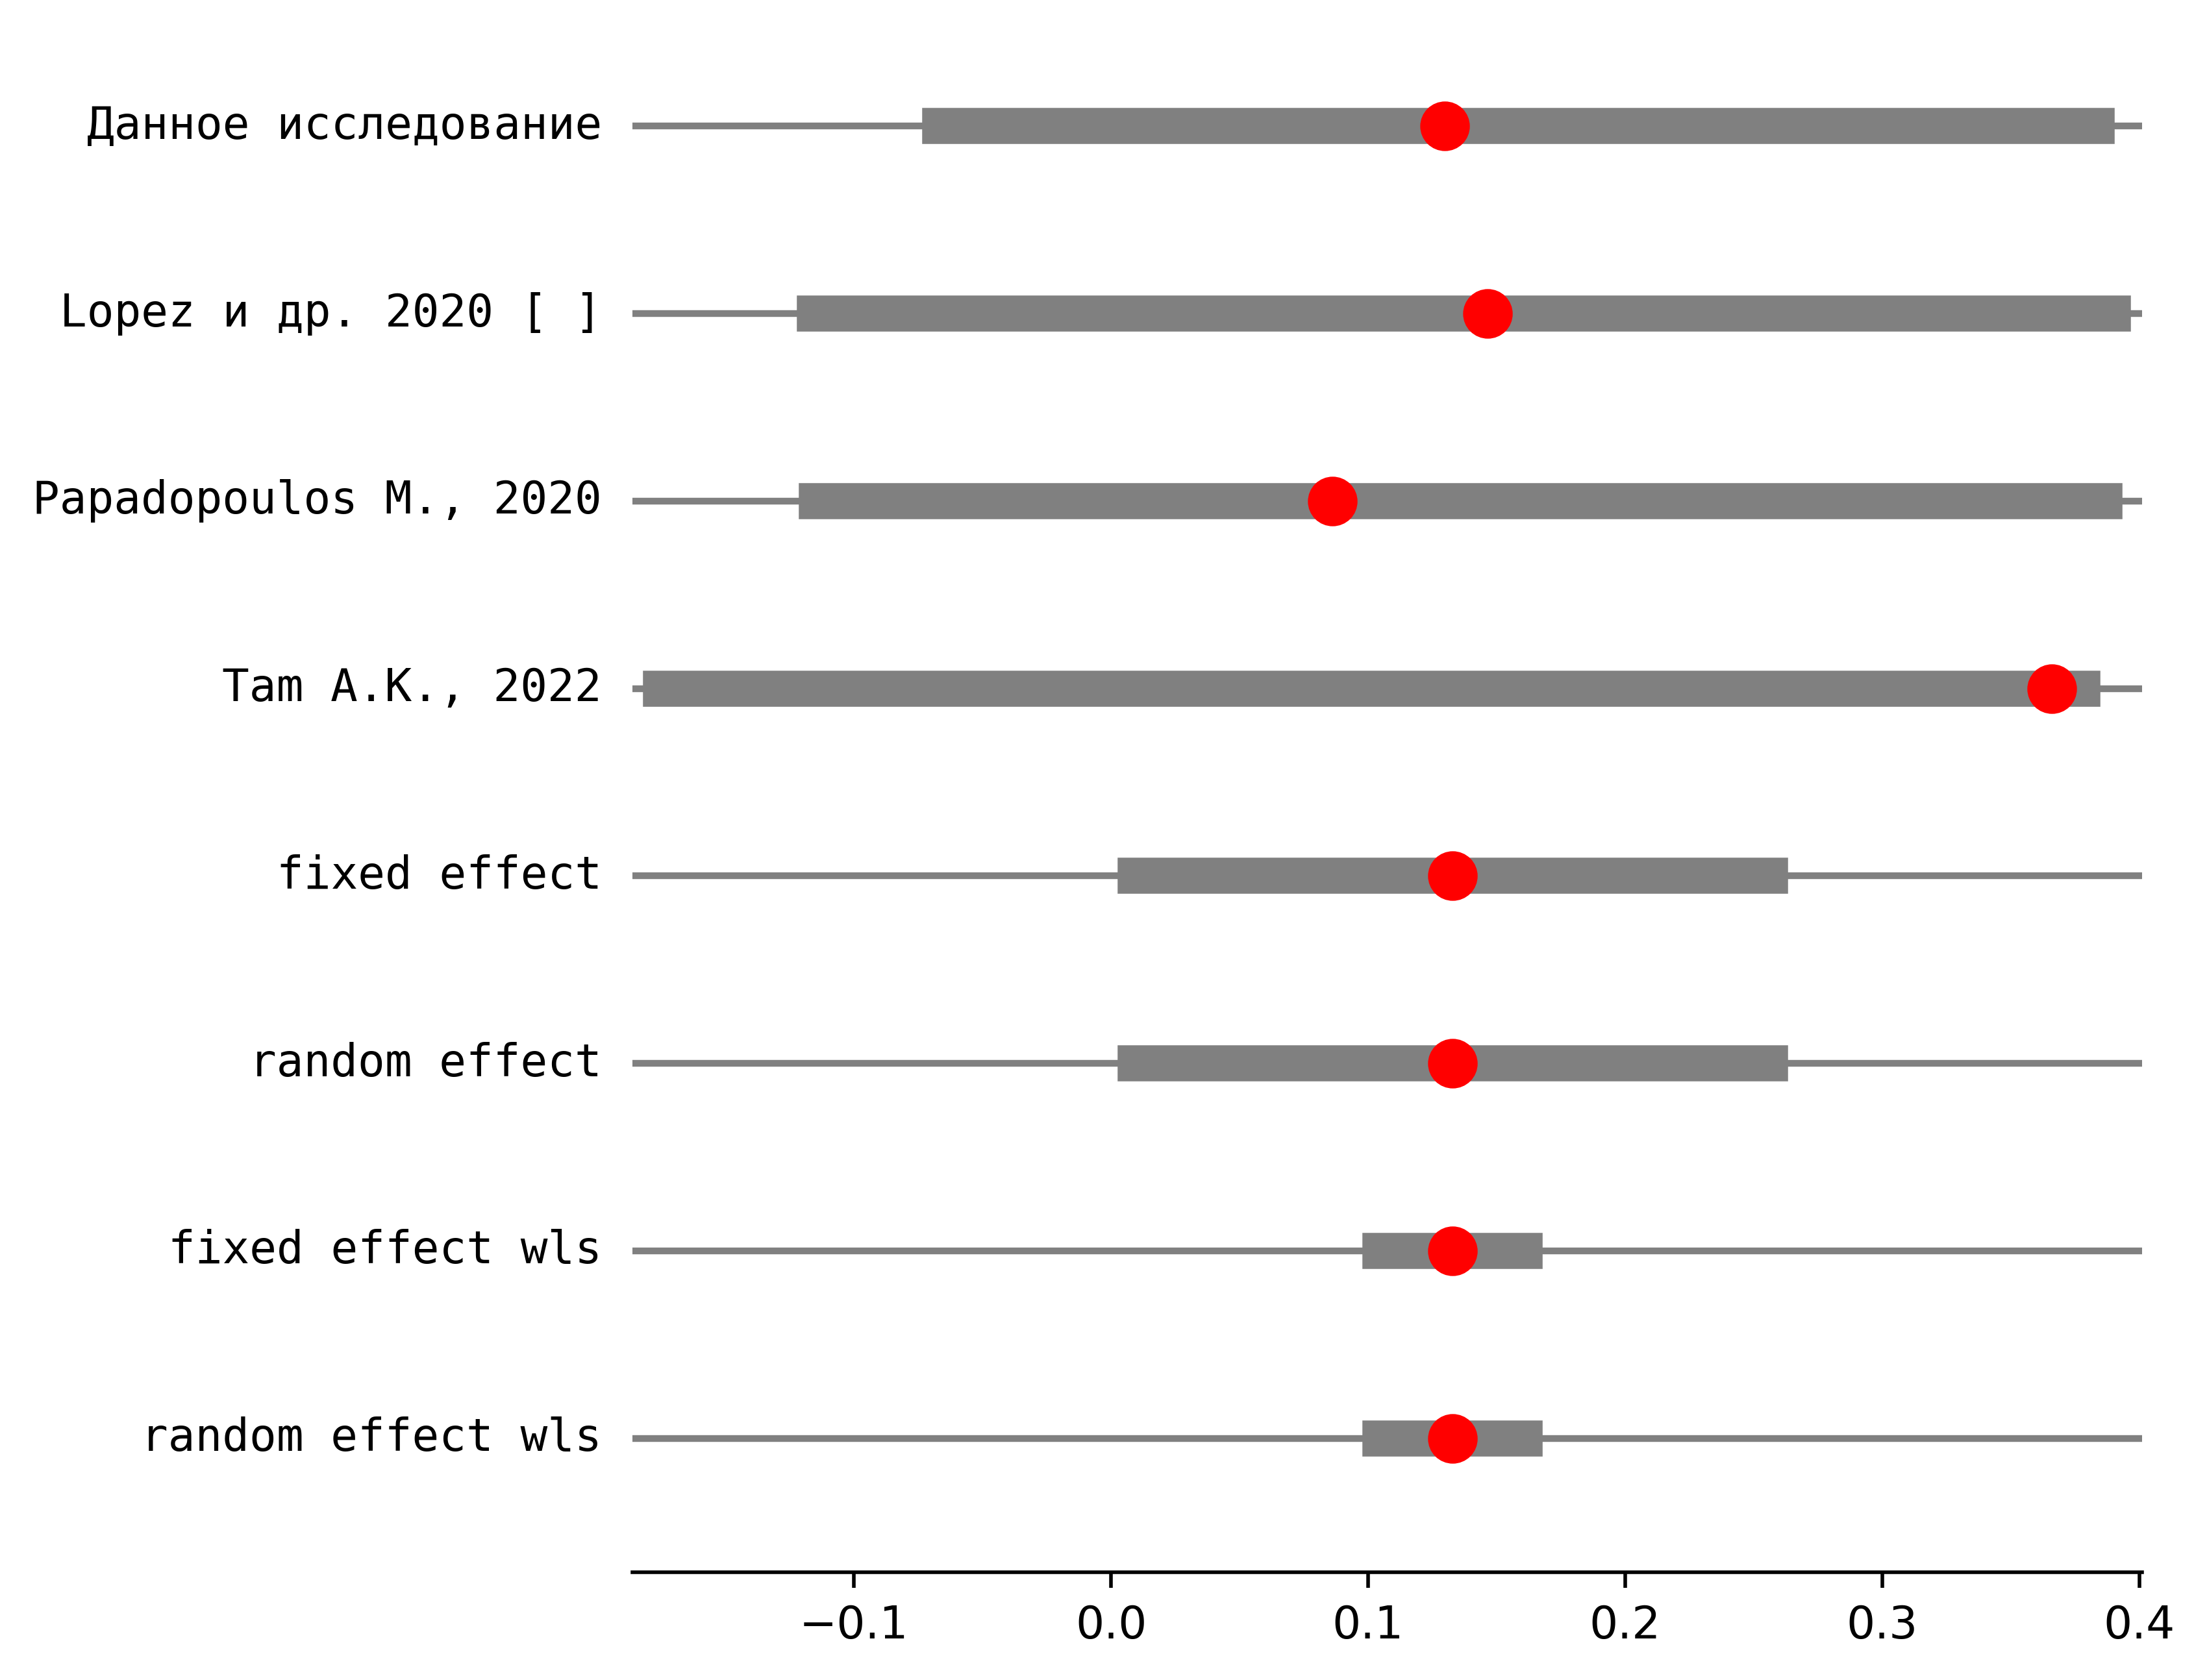 Данное исследование
Lopez и др. 2020 [ ]
Papadopoulos M., 2020
Tam A.K., 2022
fixed effect
random effect
fixed effect wls
random effect wls
−0.1 0.0 0.1 0.2 0.3 0.4